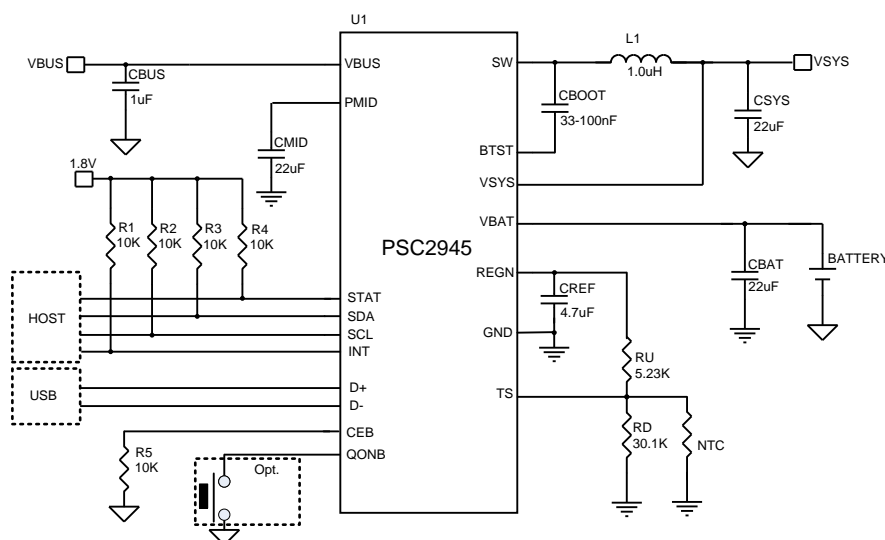 U1
VBUS
CBUS
1uF
VBUS
PMID
CMID
22uF
1.8V
R1
10K
R2
10K
R3
10K
R4
10K
HOST
USB
STAT
SDA
SCL
INT
D+
D-
CEB
QONB
R5
10K
Opt.
PSC2945
SW
L1
1.0uH
VSYS
CBOOT
33-100nF
CSYS
22uF
BTST
VSYS
VBAT
CBAT
22uF
BATTERY
REGN
CREF
4.7uF
GND
RU
5.23K
TS
RD
30.1K
NTC